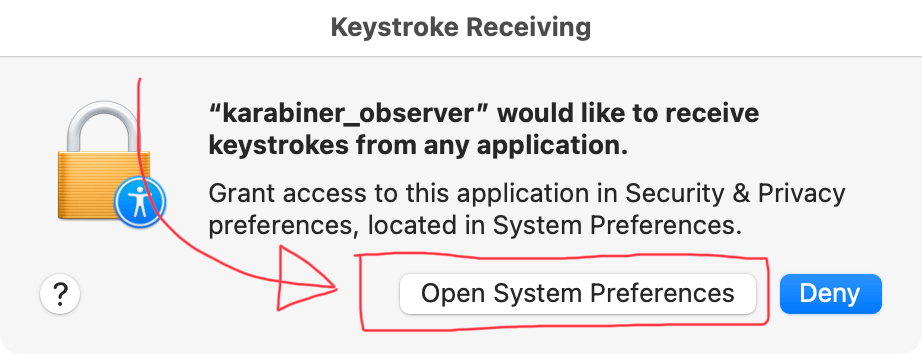 Keystroke Receiving
“karabiner_observer” would like to receive
keystrokes from any application.
Grant access to this application in Security & Privacy
preferences, located in System Preferences.
?
Open System Preferences
Deny